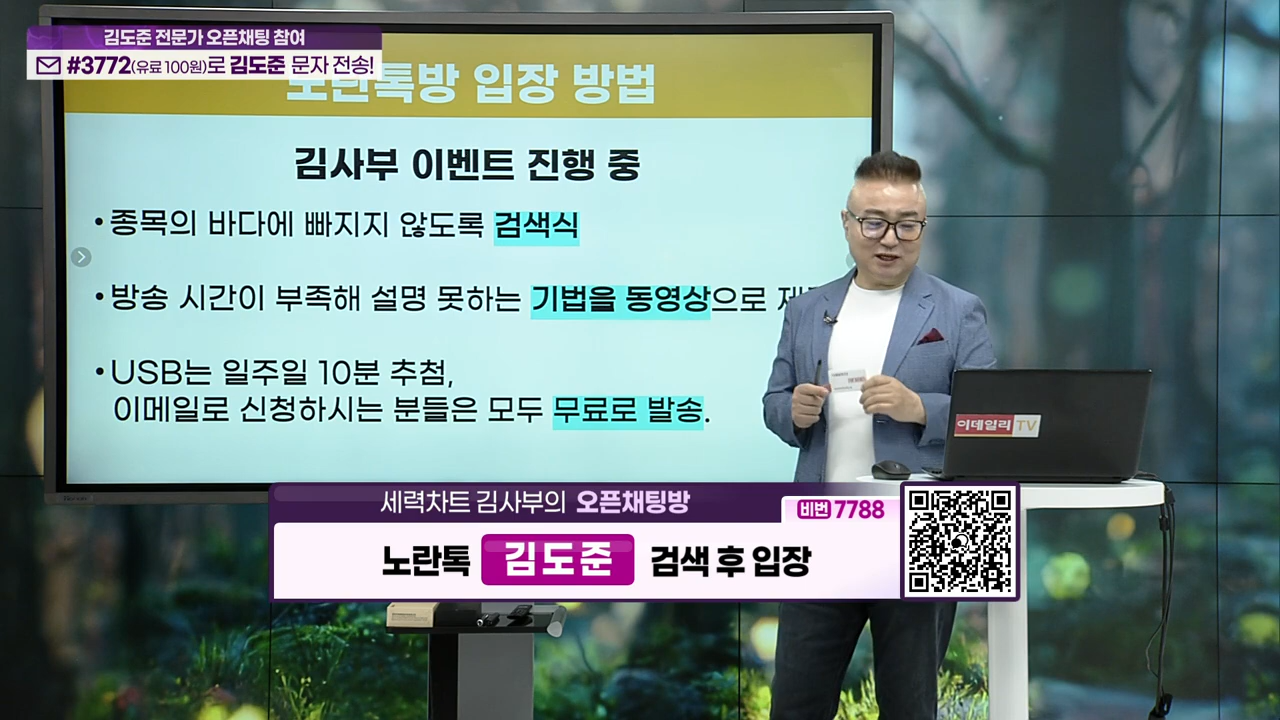 김도준 전문가 오픈채팅 참여
#3772(유료 100원)로 김도준 문자 전송!
노란톡방 입장 방법
김사부 이벤트 진행 중
•종목의 바다에 빠지지 않도록 검색식
•방송 시간이 부족해 설명 못하는 기법을 동영상으로
•USB는 일주일 10분 추첨,
이메일로 신청하시는 분들은 모두 무료로 발송.
이데일리 TV
세력차트 김사부의 오픈채팅방
비번 7788
노란톡 김도준 검색 후 입장